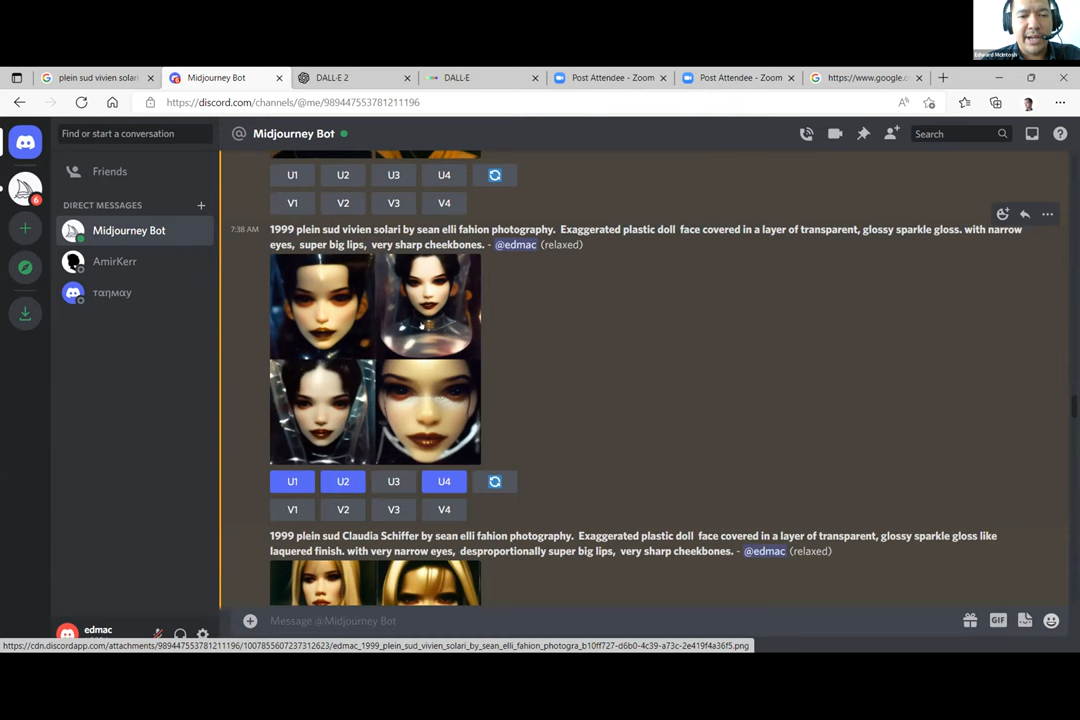 Edward McIntosh
plein sud vivien solari
Midjourney Bot
DALL·E 2
DALL·E
Post Attendee - Zoom
Post Attendee - Zoom
https://www.google.c
https://discord.com/channels/@me/989447553781211196
Find or start a conversation
Midjourney Bot
Search
Friends
DIRECT MESSAGES
Midjourney Bot
AmirKerr
ταημαγ
6
U1 U2 U3 U4
V1 V2 V3 V4
7:38 AM 1999 plein sud vivien solari by sean elli fahion photography. Exaggerated plastic doll face covered in a layer of transparent, glossy sparkle gloss. with narrow
eyes, super big lips, very sharp cheekbones. - @edmac (relaxed)
U1 U2 U3 U4
V1 V2 V3 V4
1999 plein sud Claudia Schiffer by sean elli fahion photography. Exaggerated plastic doll face covered in a layer of transparent, glossy sparkle gloss like
laquered finish. with very narrow eyes, desproportionally super big lips, very sharp cheekbones. - @edmac (relaxed)
edmac
Message @Midjourney Bot
GIF
https://cdn.discordapp.com/attachments/989447553781211196/1007855607237312623/edmac_1999_plein_sud_vivien_solari_by_sean_elli_fahion_photogra_b10ff727-d6b0-4c39-a73c-2e419f4a36f5.png